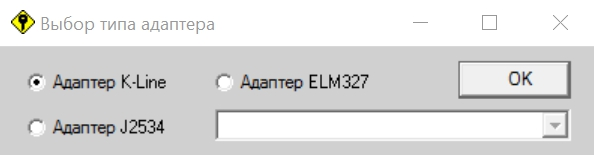 Выбор типа адаптера
Адаптер K-Line Адаптер ELM327 OK
Адаптер J2534